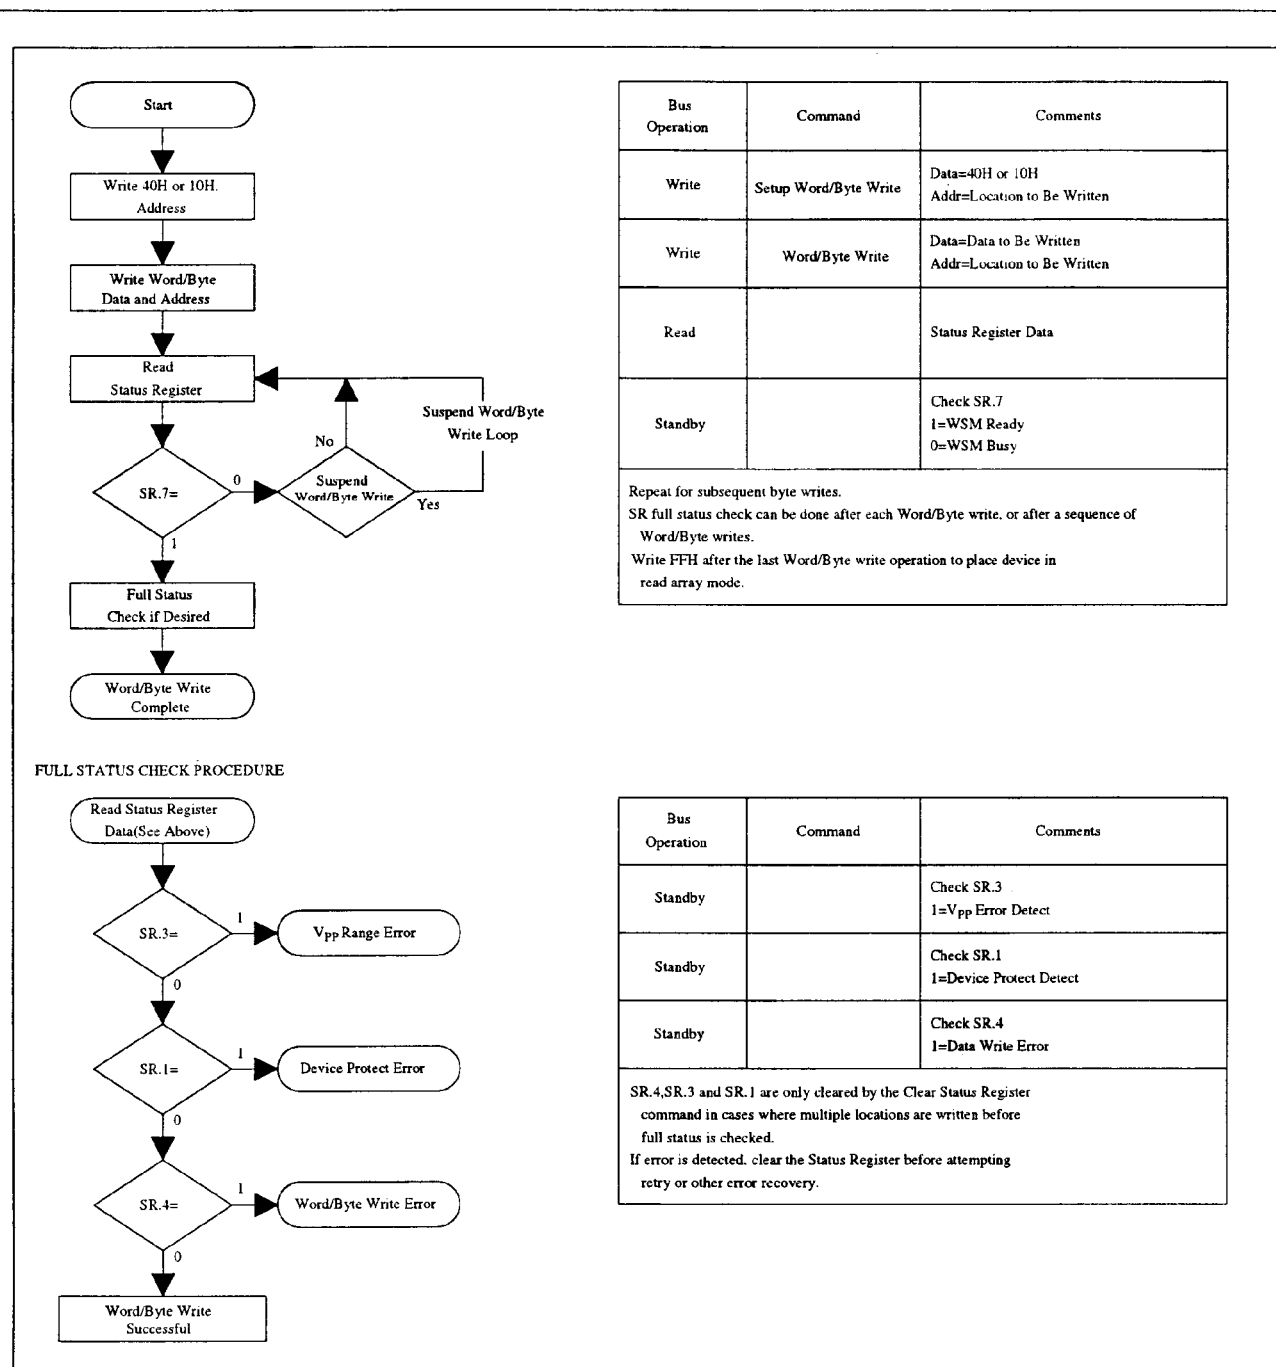 Start
Write 40H or 10H.
Address
Write Word/Byte
Data and Address
Read
Status Register
Suspend Word/Byte
Write Loop
No
SR.7=
0
Suspend
Word/Byte Write
Yes
1
Full Status
Check if Desired
Word/Byte Write
Complete
Bus
Operation
Command
Comments
Write
Setup Word/Byte Write
Data=40H or 10H
Addr=Location to Be Written
Write
Word/Byte Write
Data=Data to Be Written
Addr=Location to Be Written
Read
Status Register Data
Standby
Check SR.7
1=WSM Ready
0=WSM Busy
Repeat for subsequent byte writes.
SR full status check can be done after each Word/Byte write, or after a sequence of
Word/Byte writes.
Write FFH after the last Word/Byte write operation to place device in
read array mode.
FULL STATUS CHECK PROCEDURE
Read Status Register
Data(See Above)
SR.3=
1
VPP Range Error
0
SR.1=
1
Device Protect Error
0
SR.4=
1
Word/Byte Write Error
0
Word/Byte Write
Successful
Bus
Operation
Command
Comments
Standby
Check SR.3
1=VPP Error Detect
Standby
Check SR.1
1=Device Protect Detect
Standby
Check SR.4
1=Data Write Error
SR.4,SR.3 and SR.1 are only cleared by the Clear Status Register
command in cases where multiple locations are written before
full status is checked.
If error is detected, clear the Status Register before attempting
retry or other error recovery.